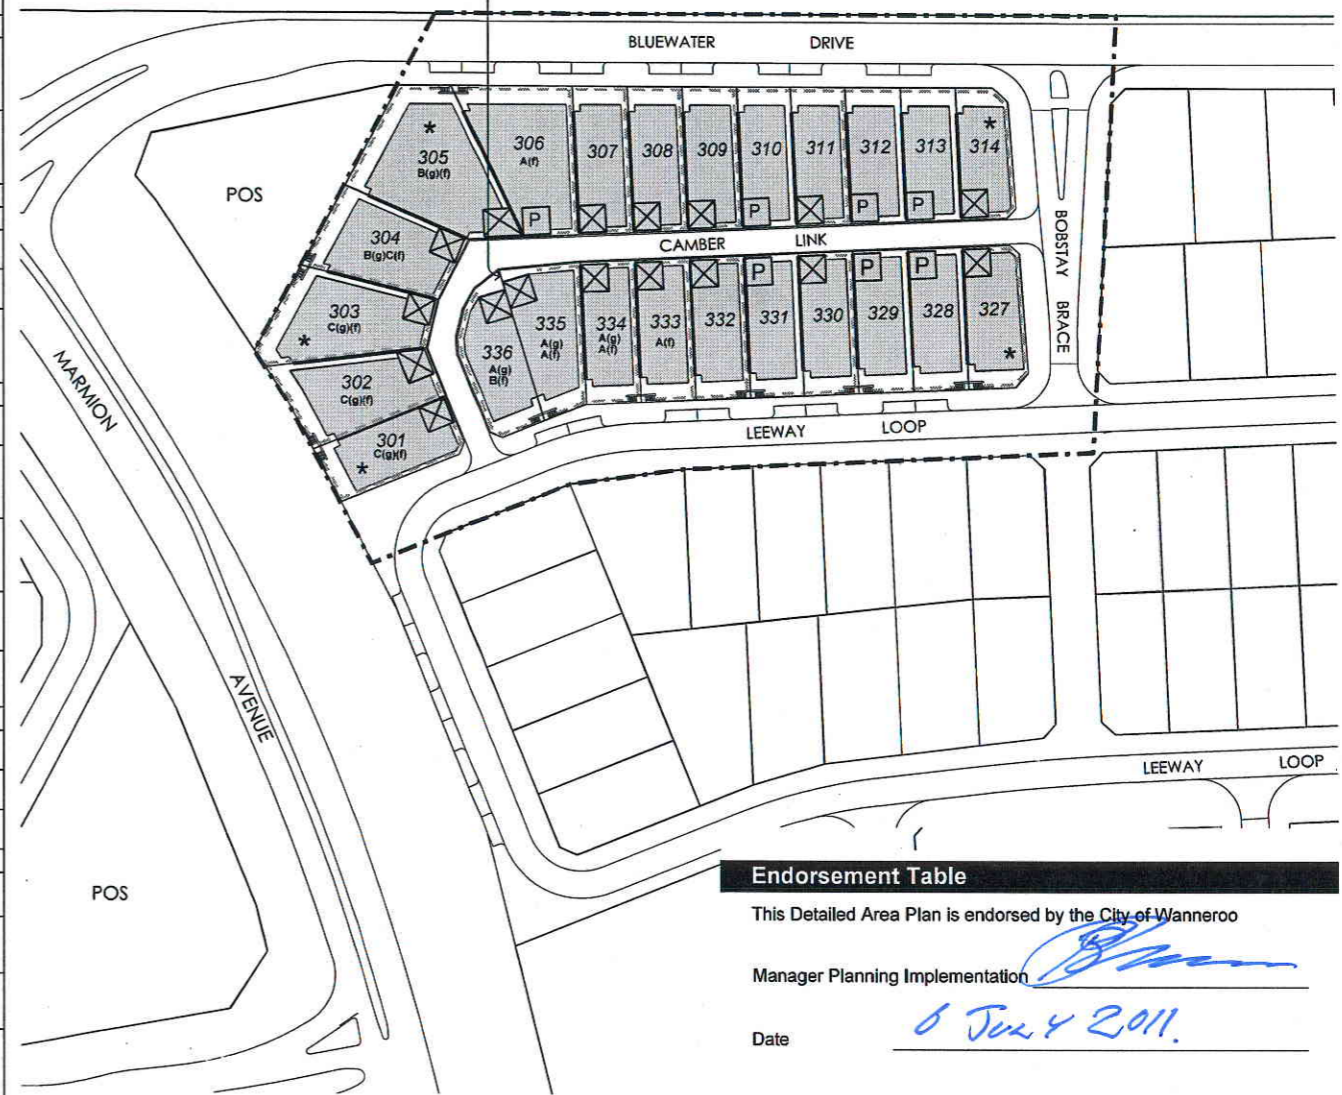 BLUEWATER DRIVE
POS
305
B(g)(f)
*
306
A(f)
307
308
309
310
311
312
313
314
*
P
P
P
P
304
B(g)C(f)
CAMBER LINK
BOBSTAY BRACE
303
C(g)(f)
*
302
C(g)(f)
301
C(g)(f)
*
336
A(g)
B(f)
335
A(g)
A(f)
334
A(g)
A(f)
333
A(f)
332
331
330
329
328
327
*
P
P
P
LEEWAY LOOP
MARMION AVENUE
LEEWAY LOOP
POS
Endorsement Table
This Detailed Area Plan is endorsed by the City of Wanneroo
Manager Planning Implementation
Date 6 July 2011.